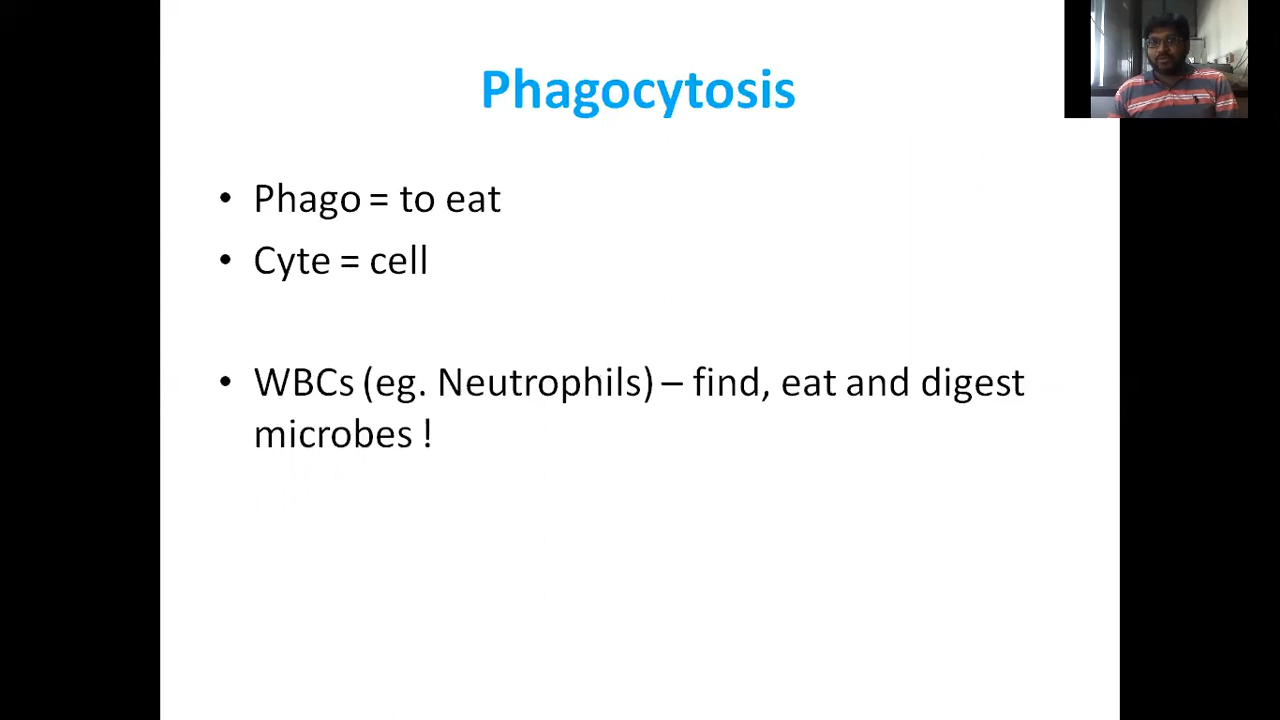 Phagocytosis
• Phago = to eat
• Cyte = cell
• WBCs (eg. Neutrophils) – find, eat and digest
microbes !